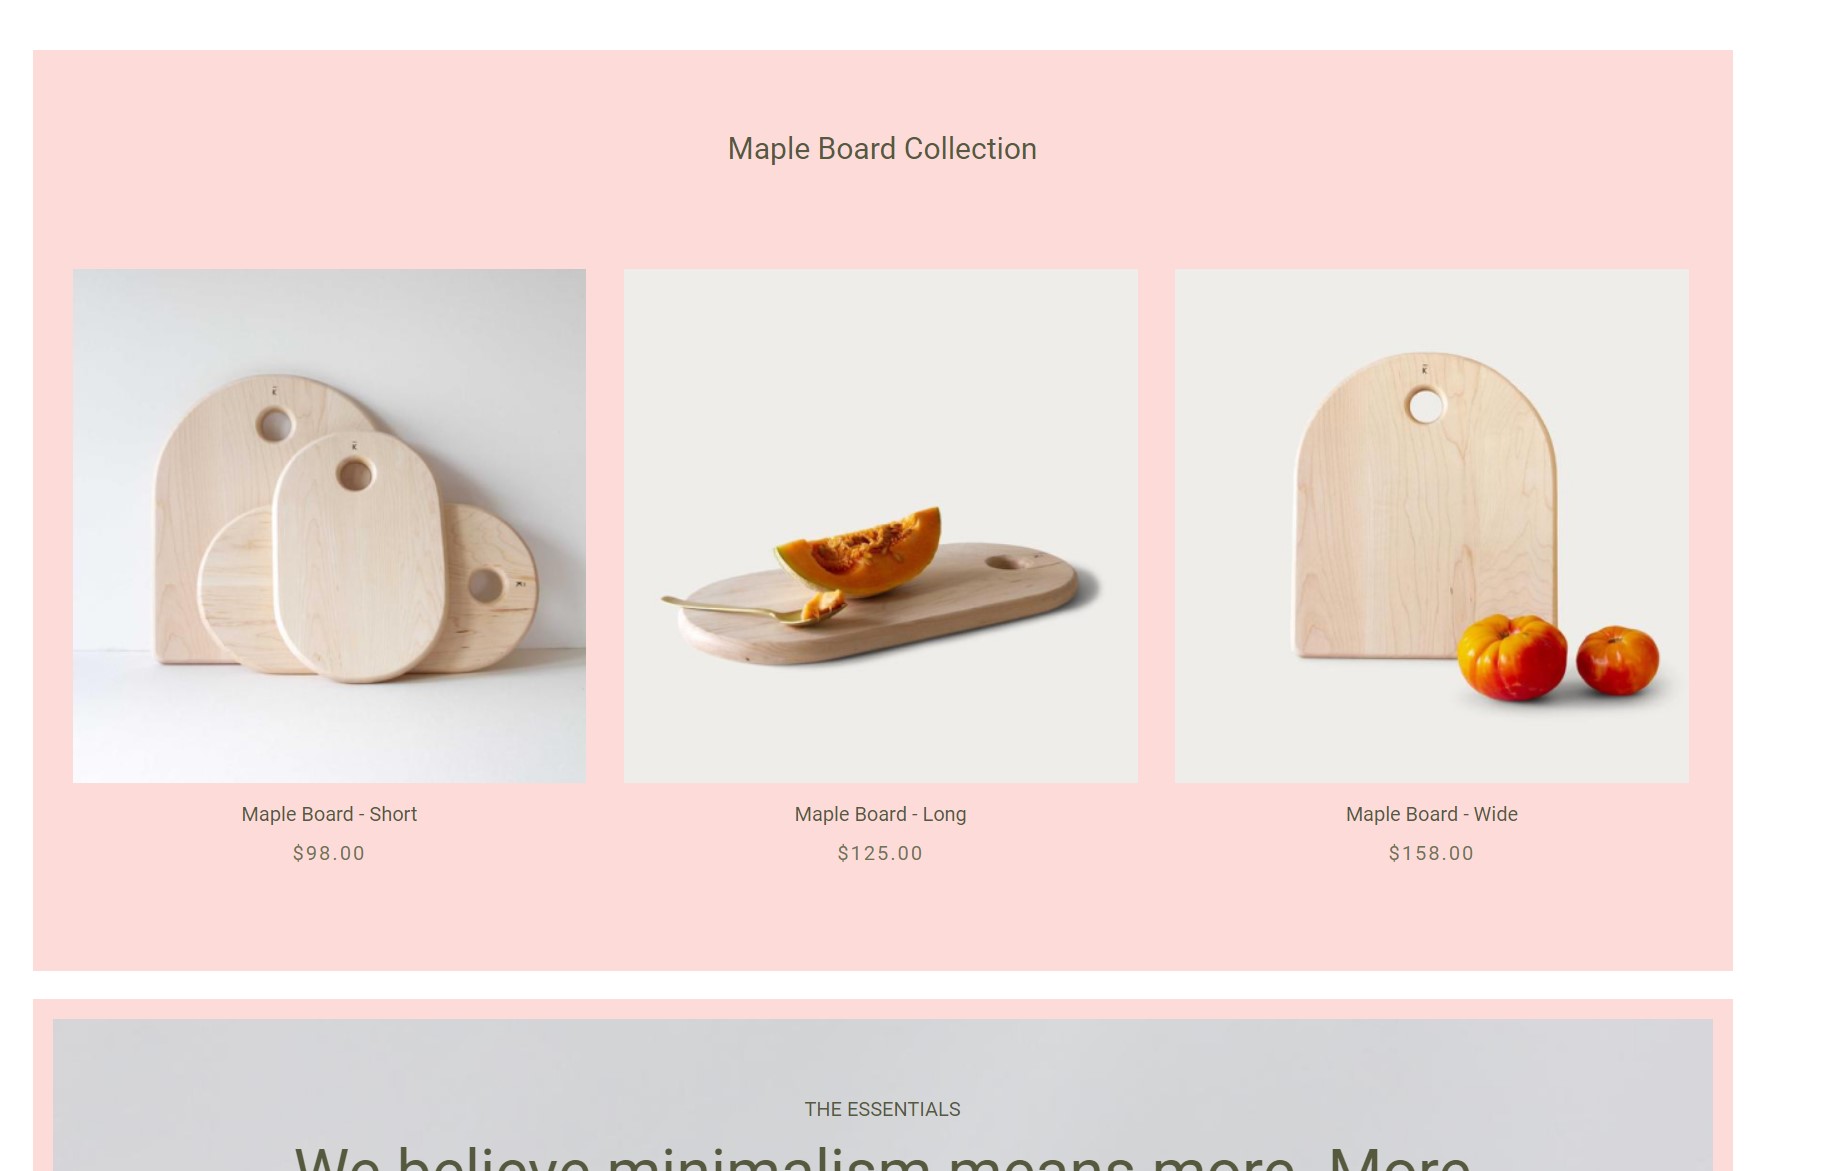 Maple Board Collection
K
K
K
Maple Board - Short
Maple Board - Long
Maple Board - Wide
$98.00
$125.00
$158.00
THE ESSENTIALS
We believe minimalism means more. More